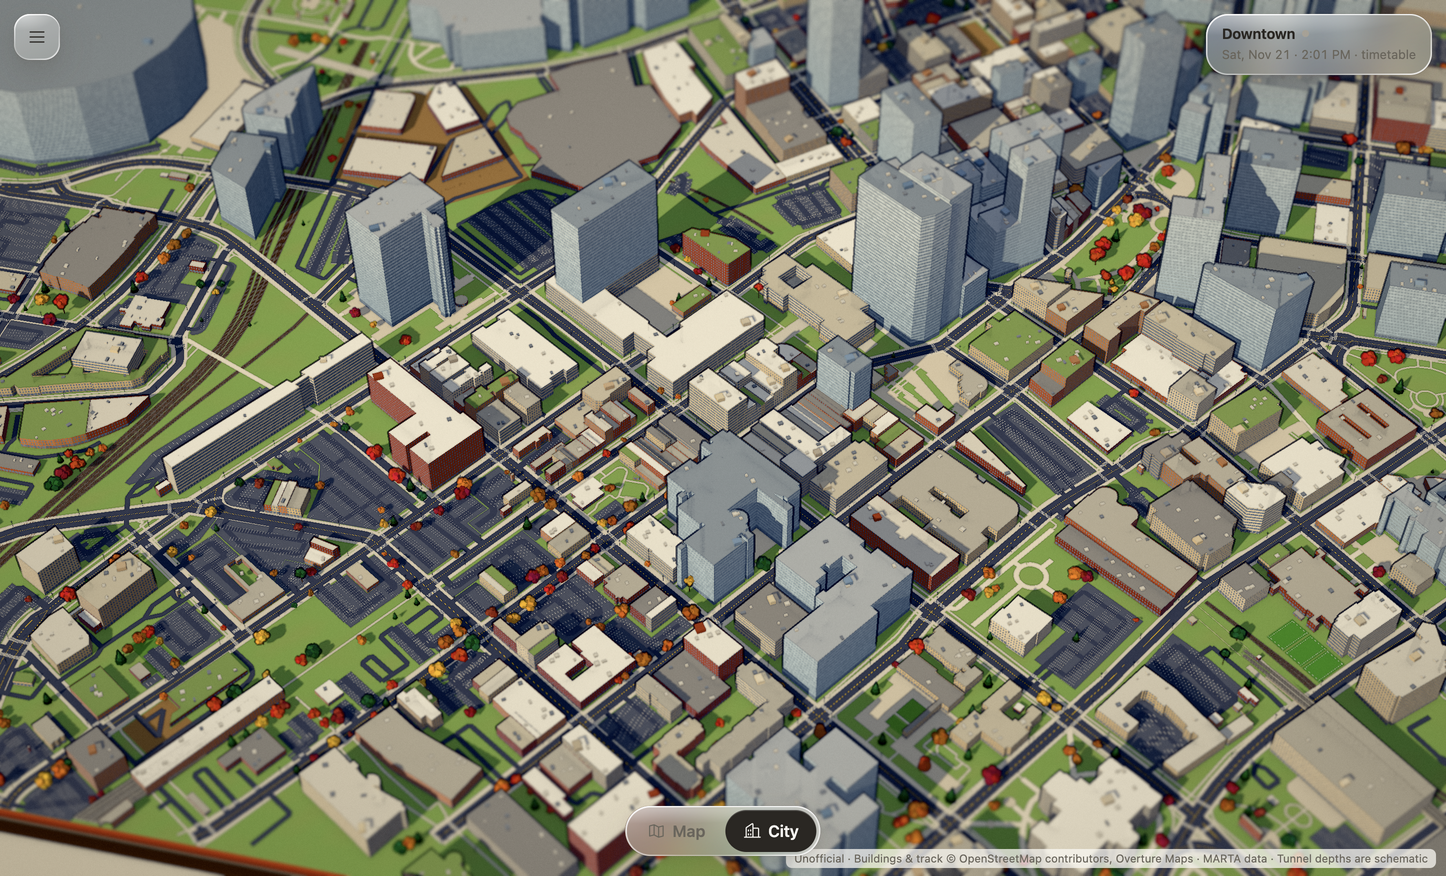 Downtown
Sat, Nov 21 · 2:01 PM · timetable
Map
City
Unofficial · Buildings & track © OpenStreetMap contributors, Overture Maps · MARTA data · Tunnel depths are schematic